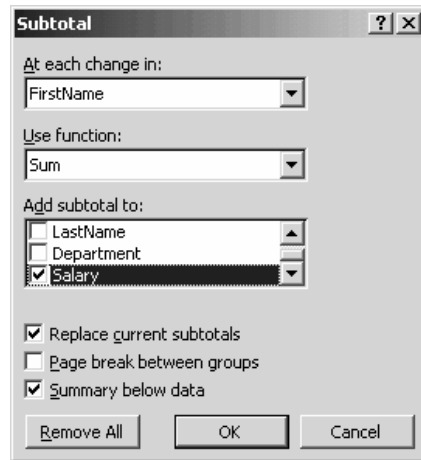 Subtotal
At each change in:
FirstName
Use function:
Sum
Add subtotal to:
LastName
Department
Salary
Replace current subtotals
Page break between groups
Summary below data
Remove All OK Cancel